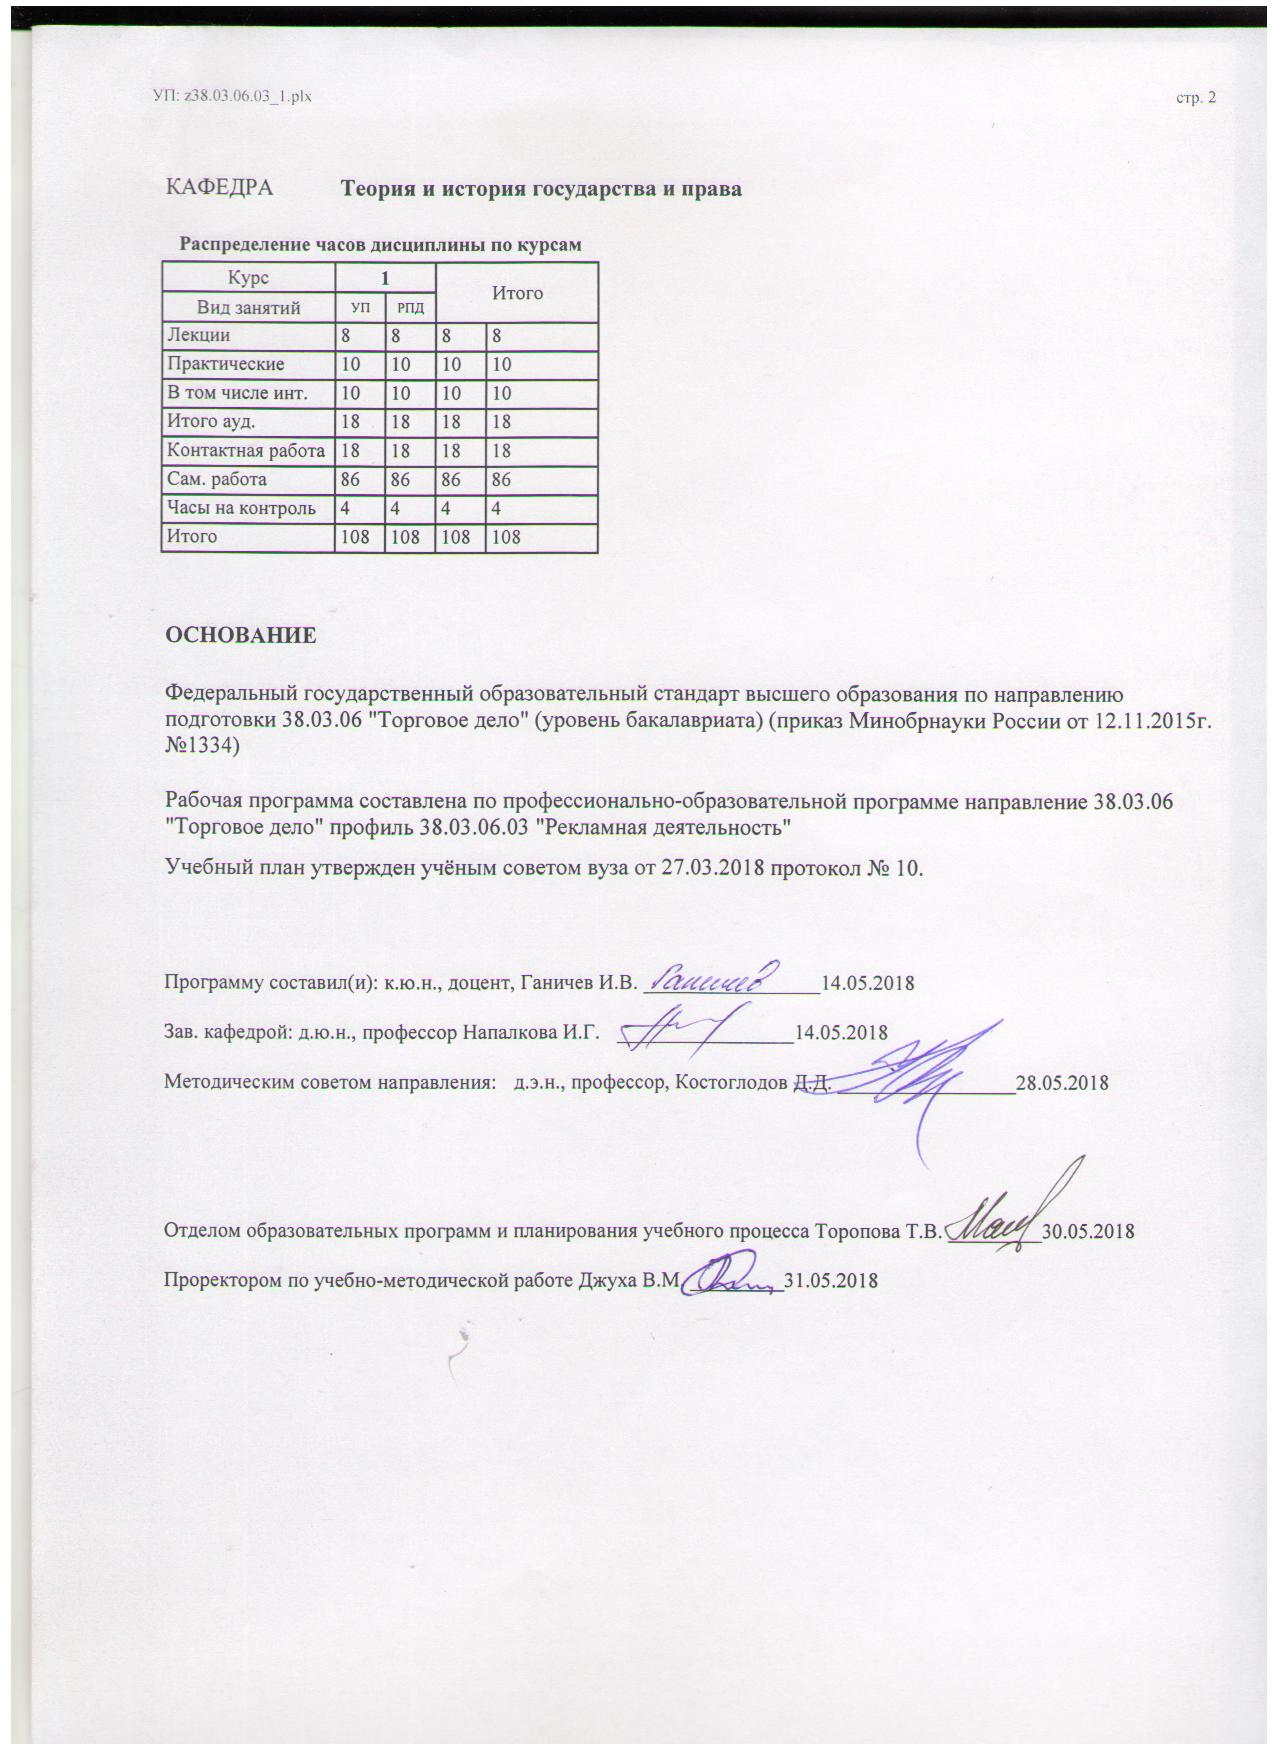 УП: z38.03.06.03_1.plx стр. 2
КАФЕДРА Теория и история государства и права
Распределение часов дисциплины по курсам
Курс 1 Итого
Вид занятий УП РПД
Лекции 8 8 8 8
Практические 10 10 10 10
В том числе инт. 10 10 10 10
Итого ауд. 18 18 18 18
Контактная работа 18 18 18 18
Сам. работа 86 86 86 86
Часы на контроль 4 4 4 4
Итого 108 108 108 108
ОСНОВАНИЕ
Федеральный государственный образовательный стандарт высшего образования по направлению
подготовки 38.03.06 "Торговое дело" (уровень бакалавриата) (приказ Минобрнауки России от 12.11.2015г.
№1334)
Рабочая программа составлена по профессионально-образовательной программе направление 38.03.06
"Торговое дело" профиль 38.03.06.03 "Рекламная деятельность"
Учебный план утвержден учёным советом вуза от 27.03.2018 протокол № 10.
Программу составил(и): к.ю.н., доцент, Ганичев И.В. Ганичев 14.05.2018
Зав. кафедрой: д.ю.н., профессор Напалкова И.Г. 14.05.2018
Методическим советом направления: д.э.н., профессор, Костоглодов Д.Д. 28.05.2018
Отделом образовательных программ и планирования учебного процесса Торопова Т.В. 30.05.2018
Проректором по учебно-методической работе Джуха В.М. 31.05.2018